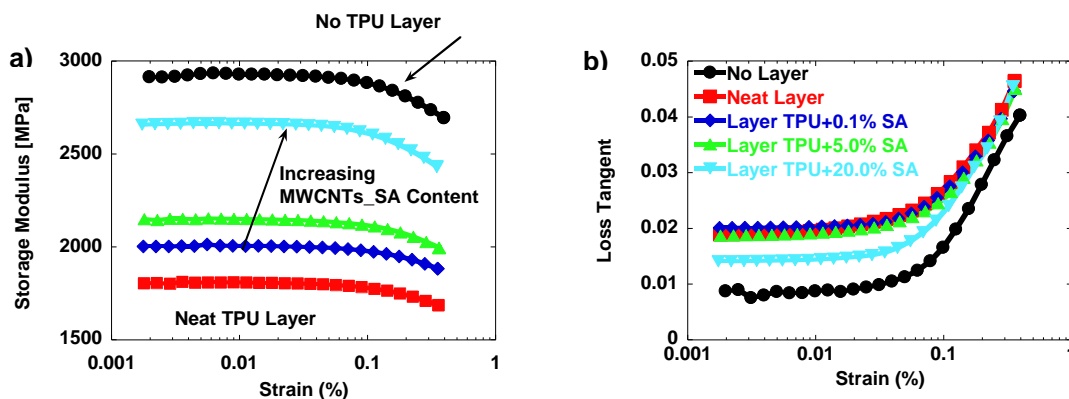 No TPU Layer
a)
3000
2500
2000
1500
Storage Modulus [MPa]
Increasing
MWCNTs_SA Content
Neat TPU Layer
0.001
0.01
0.1
1
Strain (%)
b)
0.05
0.04
0.03
0.02
0.01
0
Loss Tangent
No Layer
Neat Layer
Layer TPU+0.1% SA
Layer TPU+5.0% SA
Layer TPU+20.0% SA
0.001
0.01
0.1
1
Strain (%)